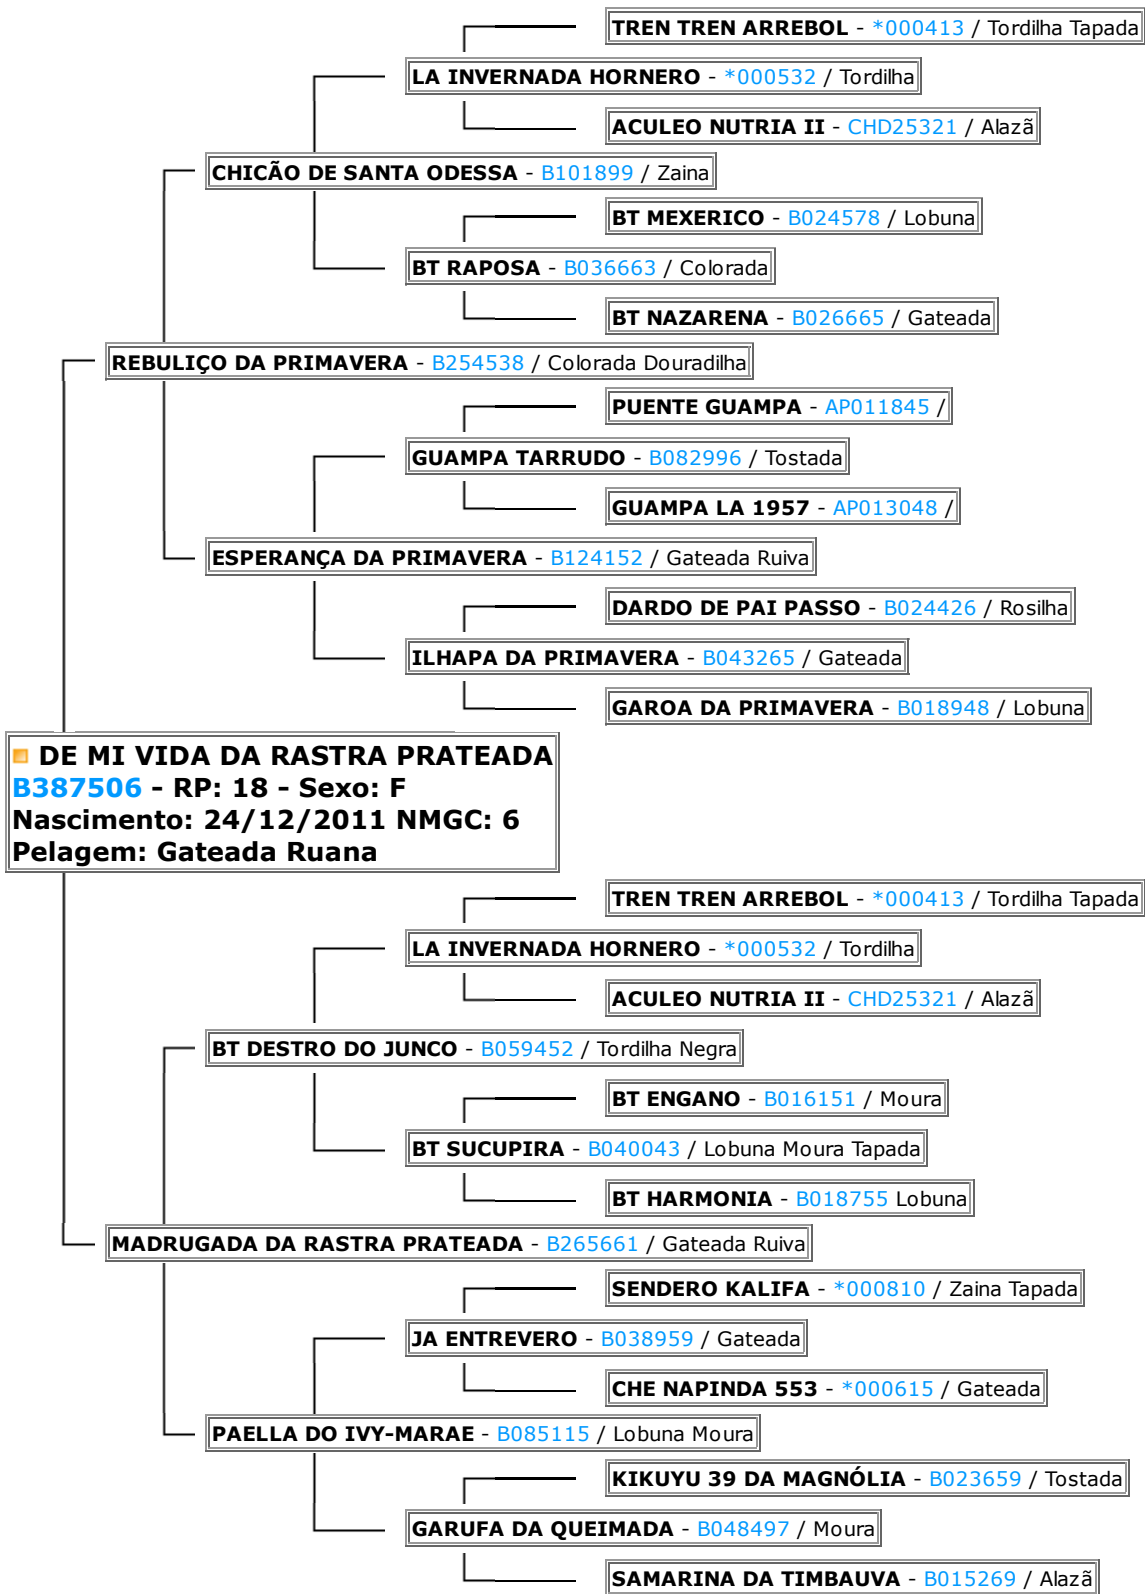 TREN TREN ARREBOL - *000413 / Tordilha Tapada
LA INVERNADA HORNERO - *000532 / Tordilha
ACULEO NUTRIA II - CHD25321 / Alazã
CHICÃO DE SANTA ODESSA - B101899 / Zaina
BT MEXERICO - B024578 / Lobuna
BT RAPOSA - B036663 / Colorada
BT NAZARENA - B026665 / Gateada
REBULIÇO DA PRIMAVERA - B254538 / Colorada Douradilha
PUENTE GUAMPA - AP011845 /
GUAMPA TARRUDO - B082996 / Tostada
GUAMPA LA 1957 - AP013048 /
ESPERANÇA DA PRIMAVERA - B124152 / Gateada Ruiva
DARDO DE PAI PASSO - B024426 / Rosilha
ILHAPA DA PRIMAVERA - B043265 / Gateada
GAROA DA PRIMAVERA - B018948 / Lobuna
DE MI VIDA DA RASTRA PRATEADA
B387506 - RP: 18 - Sexo: F
Nascimento: 24/12/2011 NMGC: 6
Pelagem: Gateada Ruana
TREN TREN ARREBOL - *000413 / Tordilha Tapada
LA INVERNADA HORNERO - *000532 / Tordilha
ACULEO NUTRIA II - CHD25321 / Alazã
BT DESTRO DO JUNCO - B059452 / Tordilha Negra
BT ENGANO - B016151 / Moura
BT SUCUPIRA - B040043 / Lobuna Moura Tapada
BT HARMONIA - B018755 Lobuna
MADRUGADA DA RASTRA PRATEADA - B265661 / Gateada Ruiva
SENDERO KALIFA - *000810 / Zaina Tapada
JA ENTREVERO - B038959 / Gateada
CHE NAPINDA 553 - *000615 / Gateada
PAELLA DO IVY-MARAE - B085115 / Lobuna Moura
KIKUYU 39 DA MAGNÓLIA - B023659 / Tostada
GARUFA DA QUEIMADA - B048497 / Moura
SAMARINA DA TIMBAUVA - B015269 / Alazã